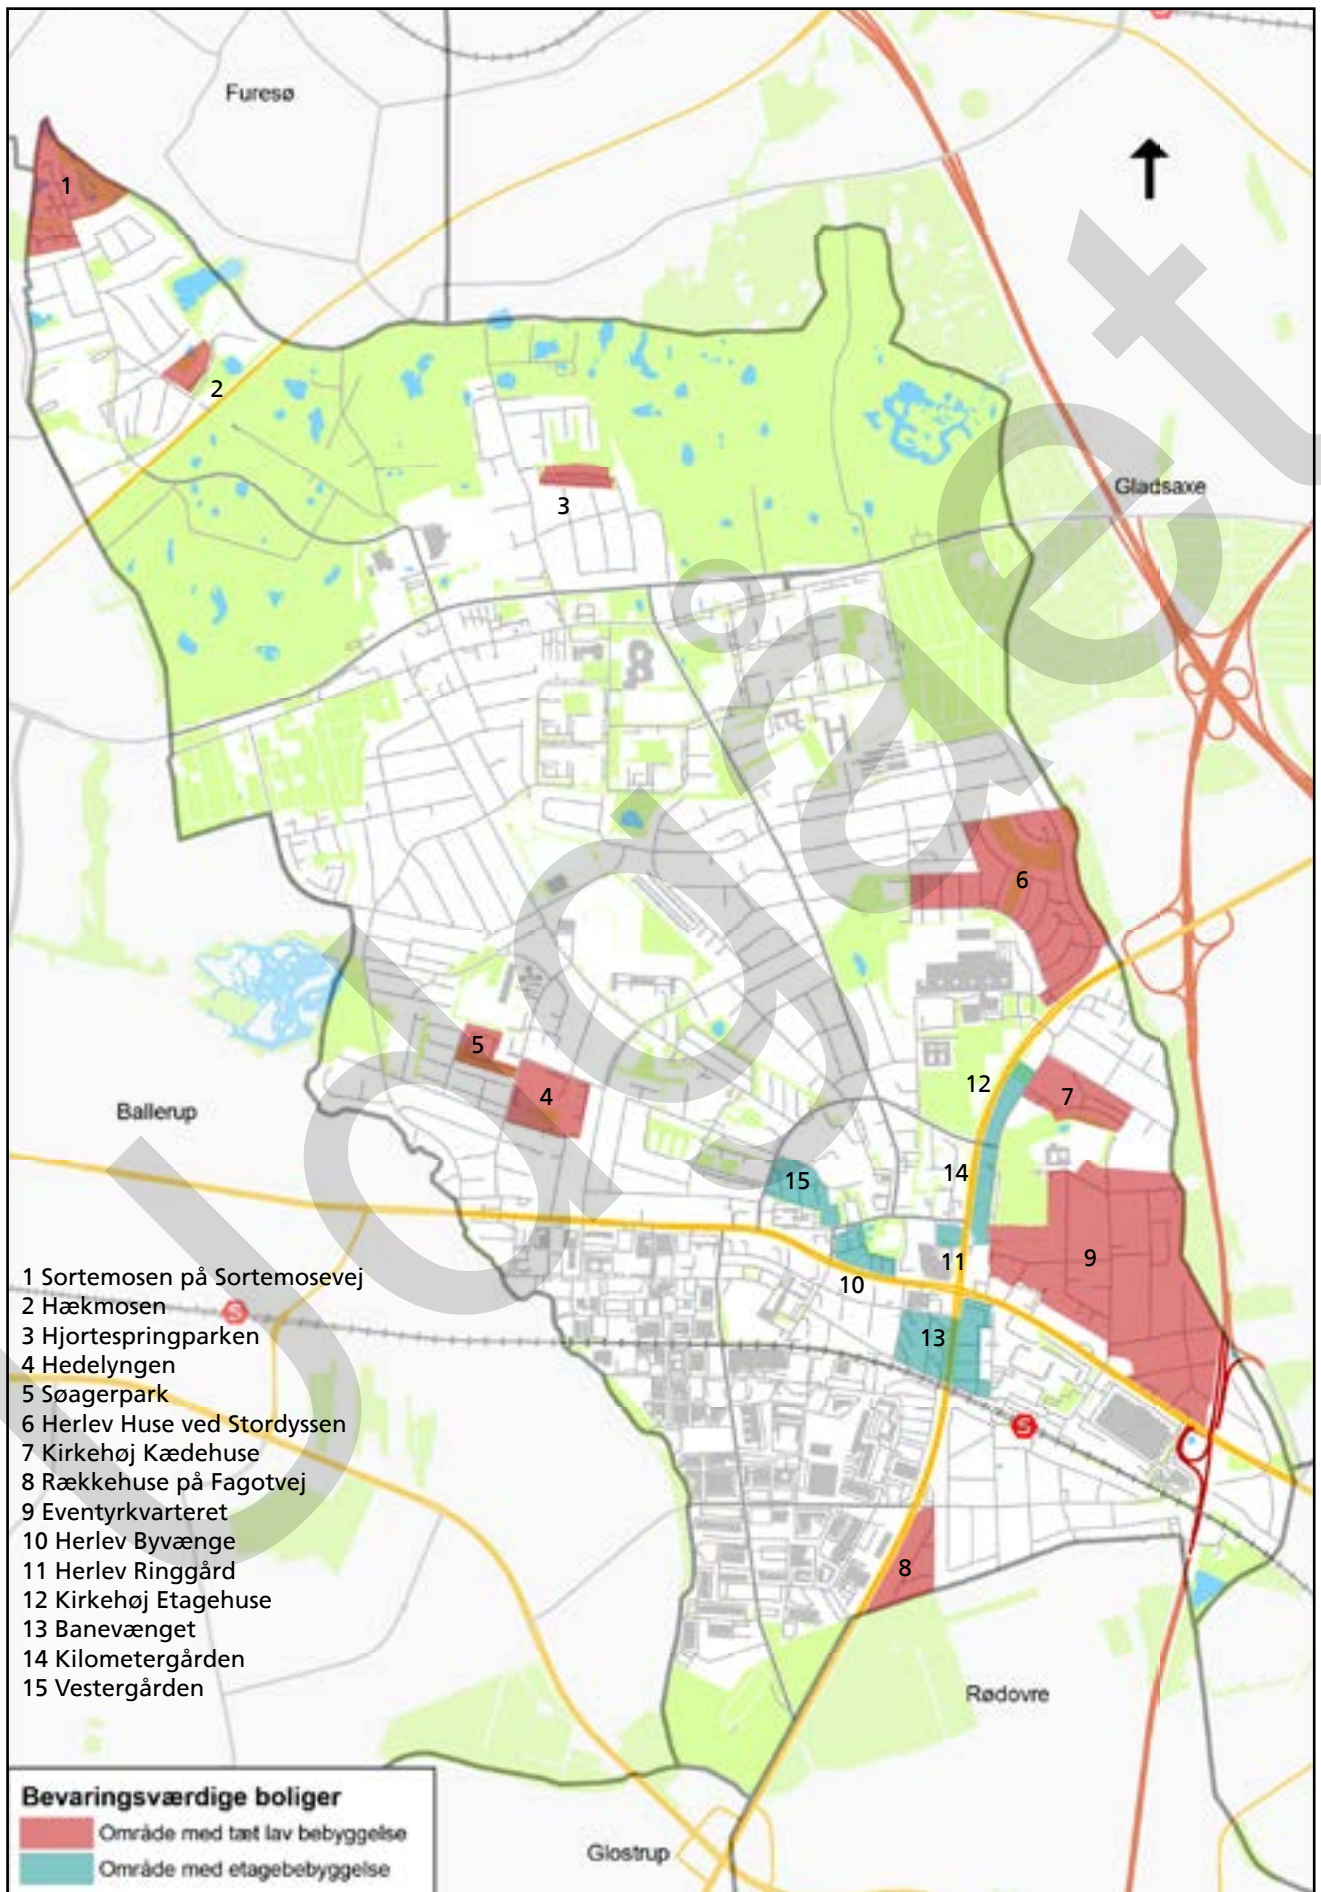 Furesø
1
2
3
Gladsaxe
6
5
4
12
7
Ballerup
14
15
9
11
10
13
1 Sortemosen på Sortemosevej
2 Hækmosen
3 Hjortespringparken
4 Hedelyngen
5 Søagerpark
6 Herlev Huse ved Stordyssen
7 Kirkehøj Kædehuse
8 Rækkehuse på Fagotvej
9 Eventyrkvarteret
10 Herlev Byvænge
11 Herlev Ringgård
12 Kirkehøj Etagehuse
13 Banevænget
14 Kilometergården
15 Vestergården
S
S
8
Rødovre
Glostrup
Bevaringsværdige boliger
Område med tæt lav bebyggelse
Område med etagebebyggelse
Udgået